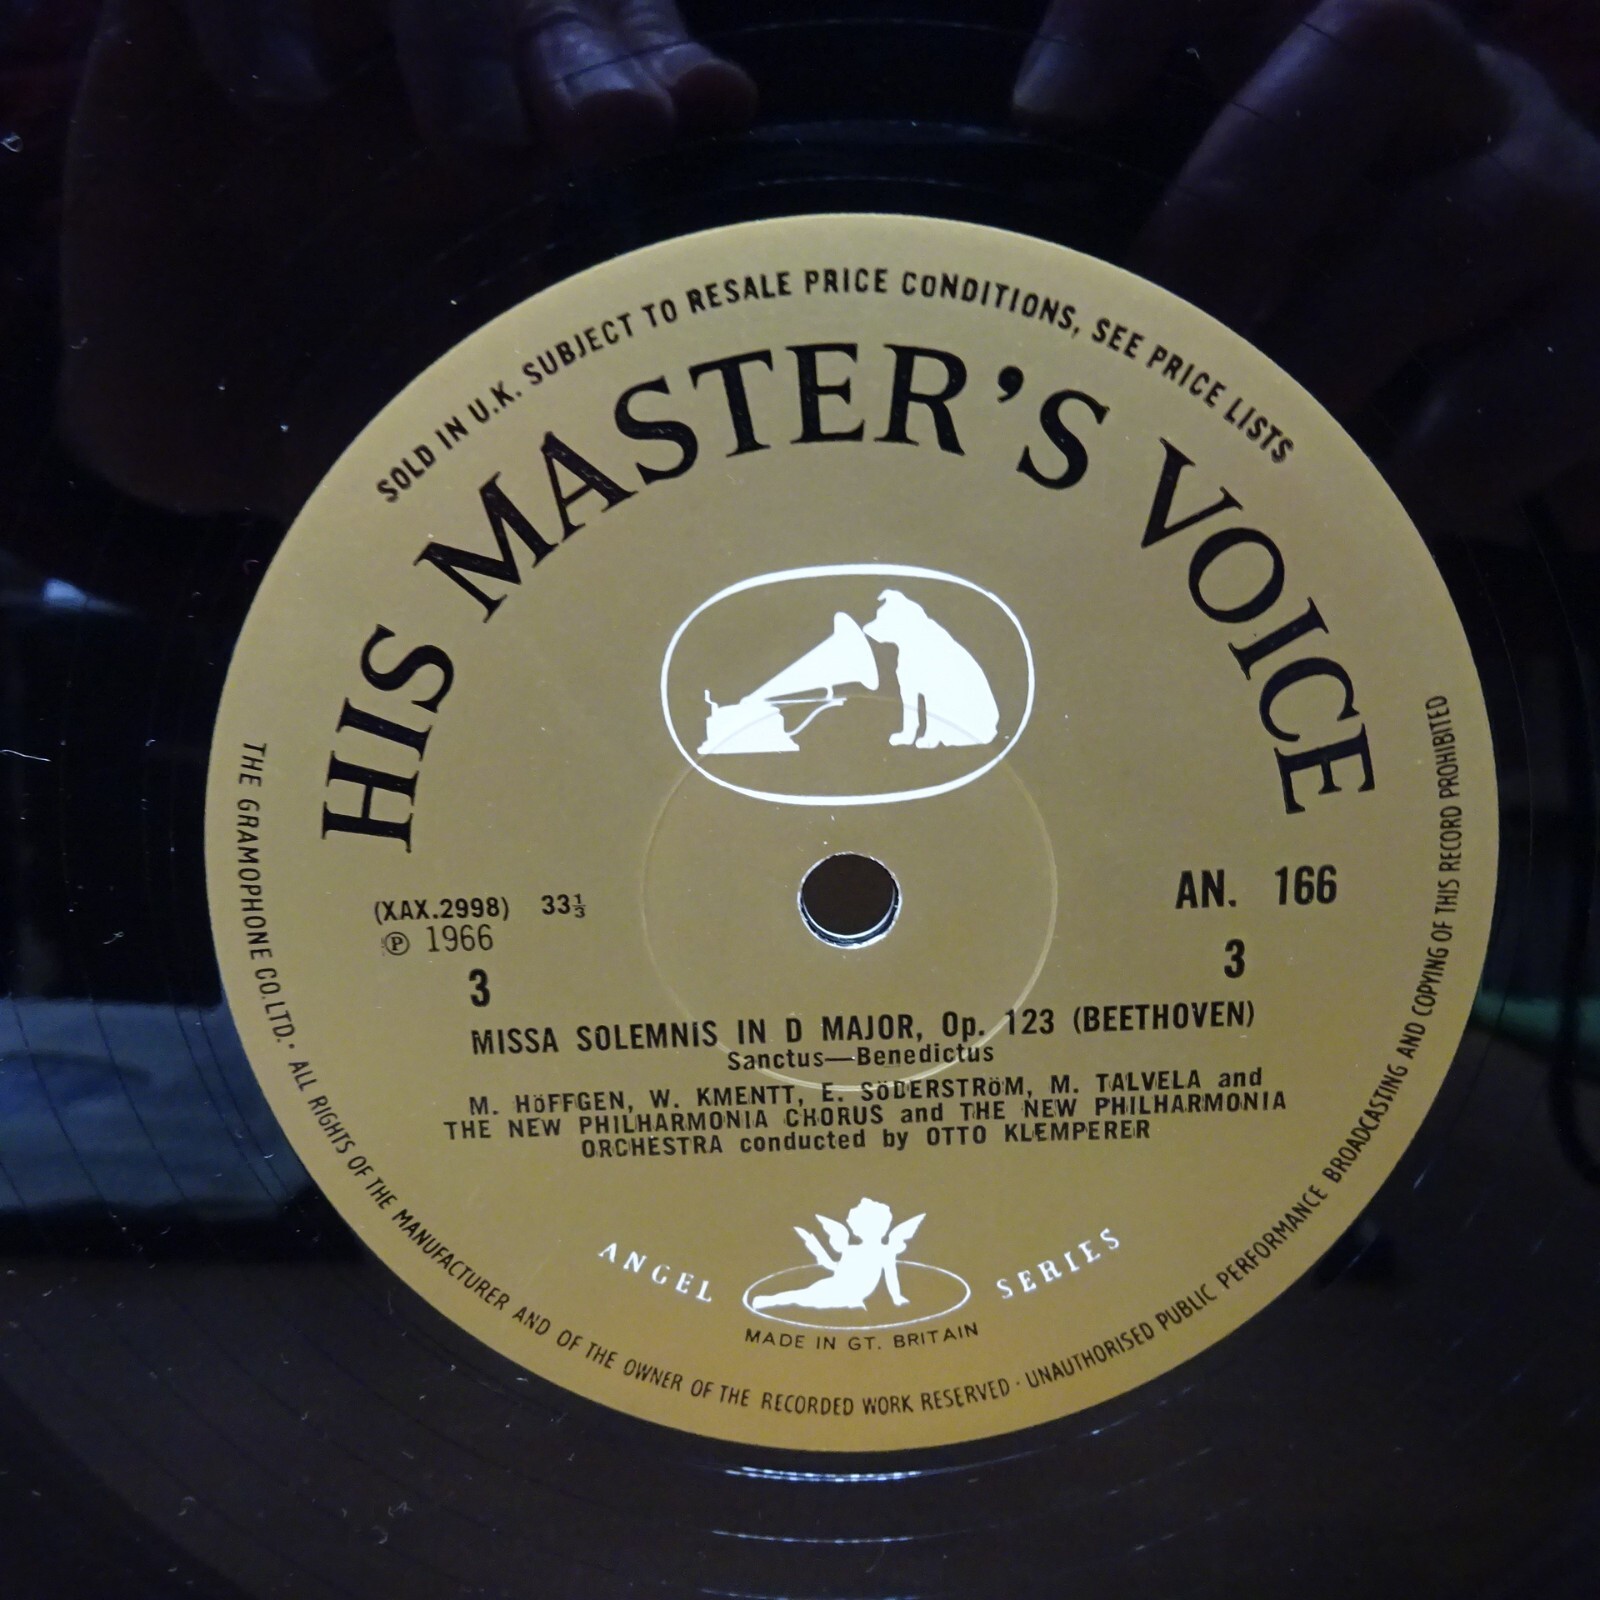 SOLD IN U.K. SUBJECT TO RESALE PRICE CONDITIONS, SEE PRICE LISTS
HIS MASTER'S VOICE
(XAX.2998) 33⅓
℗ 1966
AN. 166
3
3
MISSA SOLEMNIS IN D MAJOR, Op. 123 (BEETHOVEN)
Sanctus—Benedictus
M. HöFFGEN, W. KMENTT, E. SöDERSTRöM, M. TALVELA and
THE NEW PHILHARMONIA CHORUS and THE NEW PHILHARMONIA
ORCHESTRA conducted by OTTO KLEMPERER
ANGEL SERIES
MADE IN GT. BRITAIN
THE GRAMOPHONE CO. LTD. · ALL RIGHTS OF THE MANUFACTURER AND OF THE OWNER OF THE RECORDED WORK RESERVED · UNAUTHORISED PUBLIC PERFORMANCE BROADCASTING AND COPYING OF THIS RECORD PROHIBITED